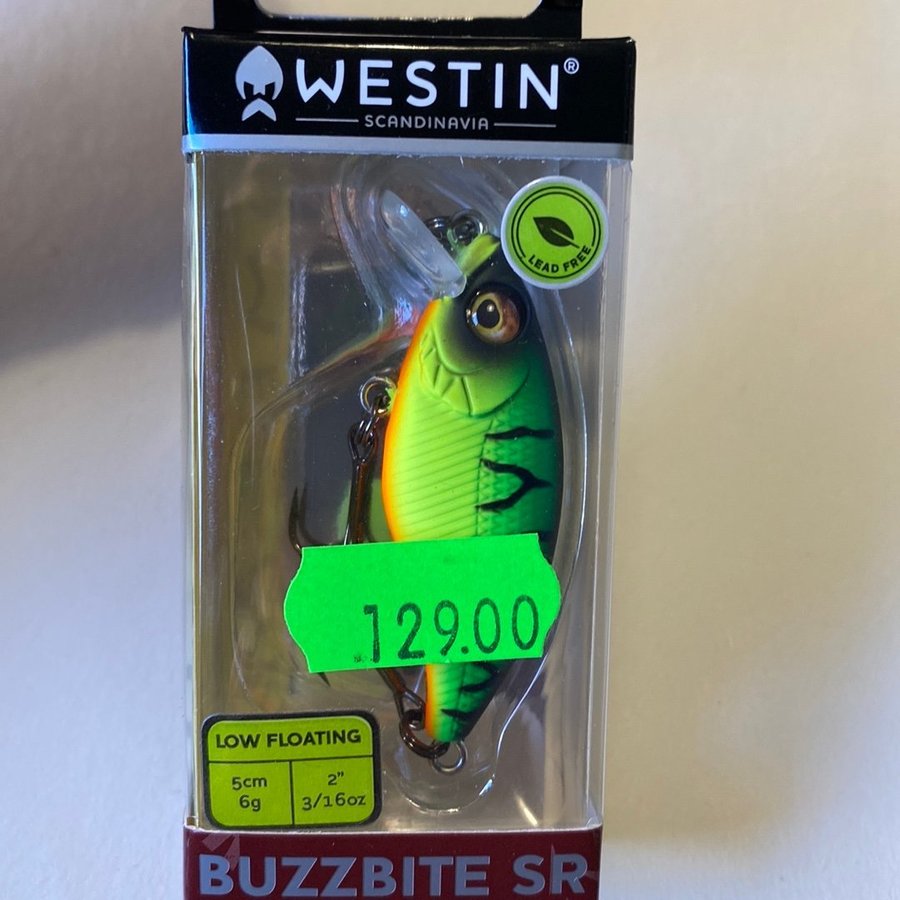 WESTIN®
SCANDINAVIA
LEAD FREE
129.00
LOW FLOATING
5cm 2"
6g 3/16oz
BUZZBITE SR